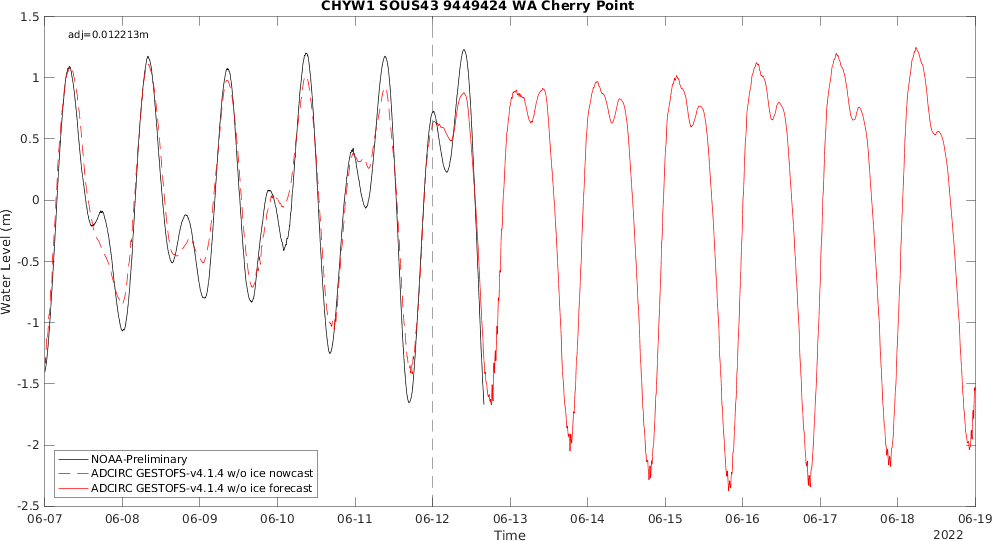 CHYW1 SOUS43 9449424 WA Cherry Point
adj=0.012213m
1.5
1
0.5
0
-0.5
-1
-1.5
-2
-2.5
Water Level (m)
NOAA-Preliminary
ADCIRC GESTOFS-v4.1.4 w/o ice nowcast
ADCIRC GESTOFS-v4.1.4 w/o ice forecast
06-07 06-08 06-09 06-10 06-11 06-12 06-13 06-14 06-15 06-16 06-17 06-18 06-19
Time
2022